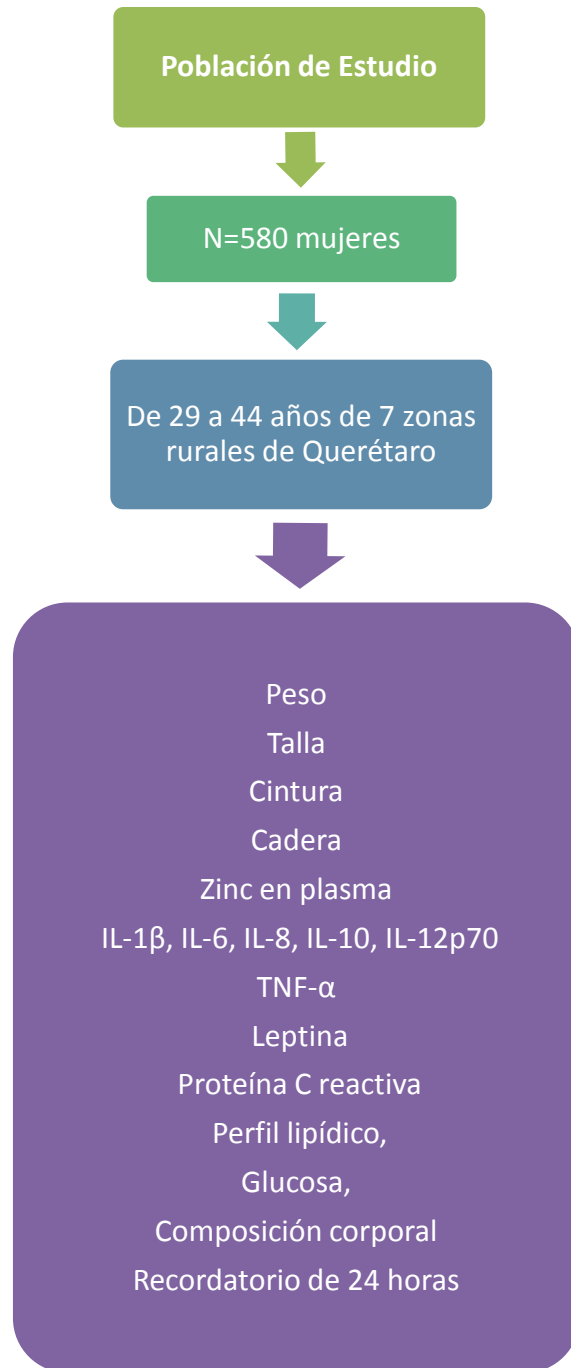 Población de Estudio
N=580 mujeres
De 29 a 44 años de 7 zonas
rurales de Querétaro
Peso
Talla
Cintura
Cadera
Zinc en plasma
IL-1β, IL-6, IL-8, IL-10, IL-12p70
TNF-α
Leptina
Proteína C reactiva
Perfil lipídico,
Glucosa,
Composición corporal
Recordatorio de 24 horas